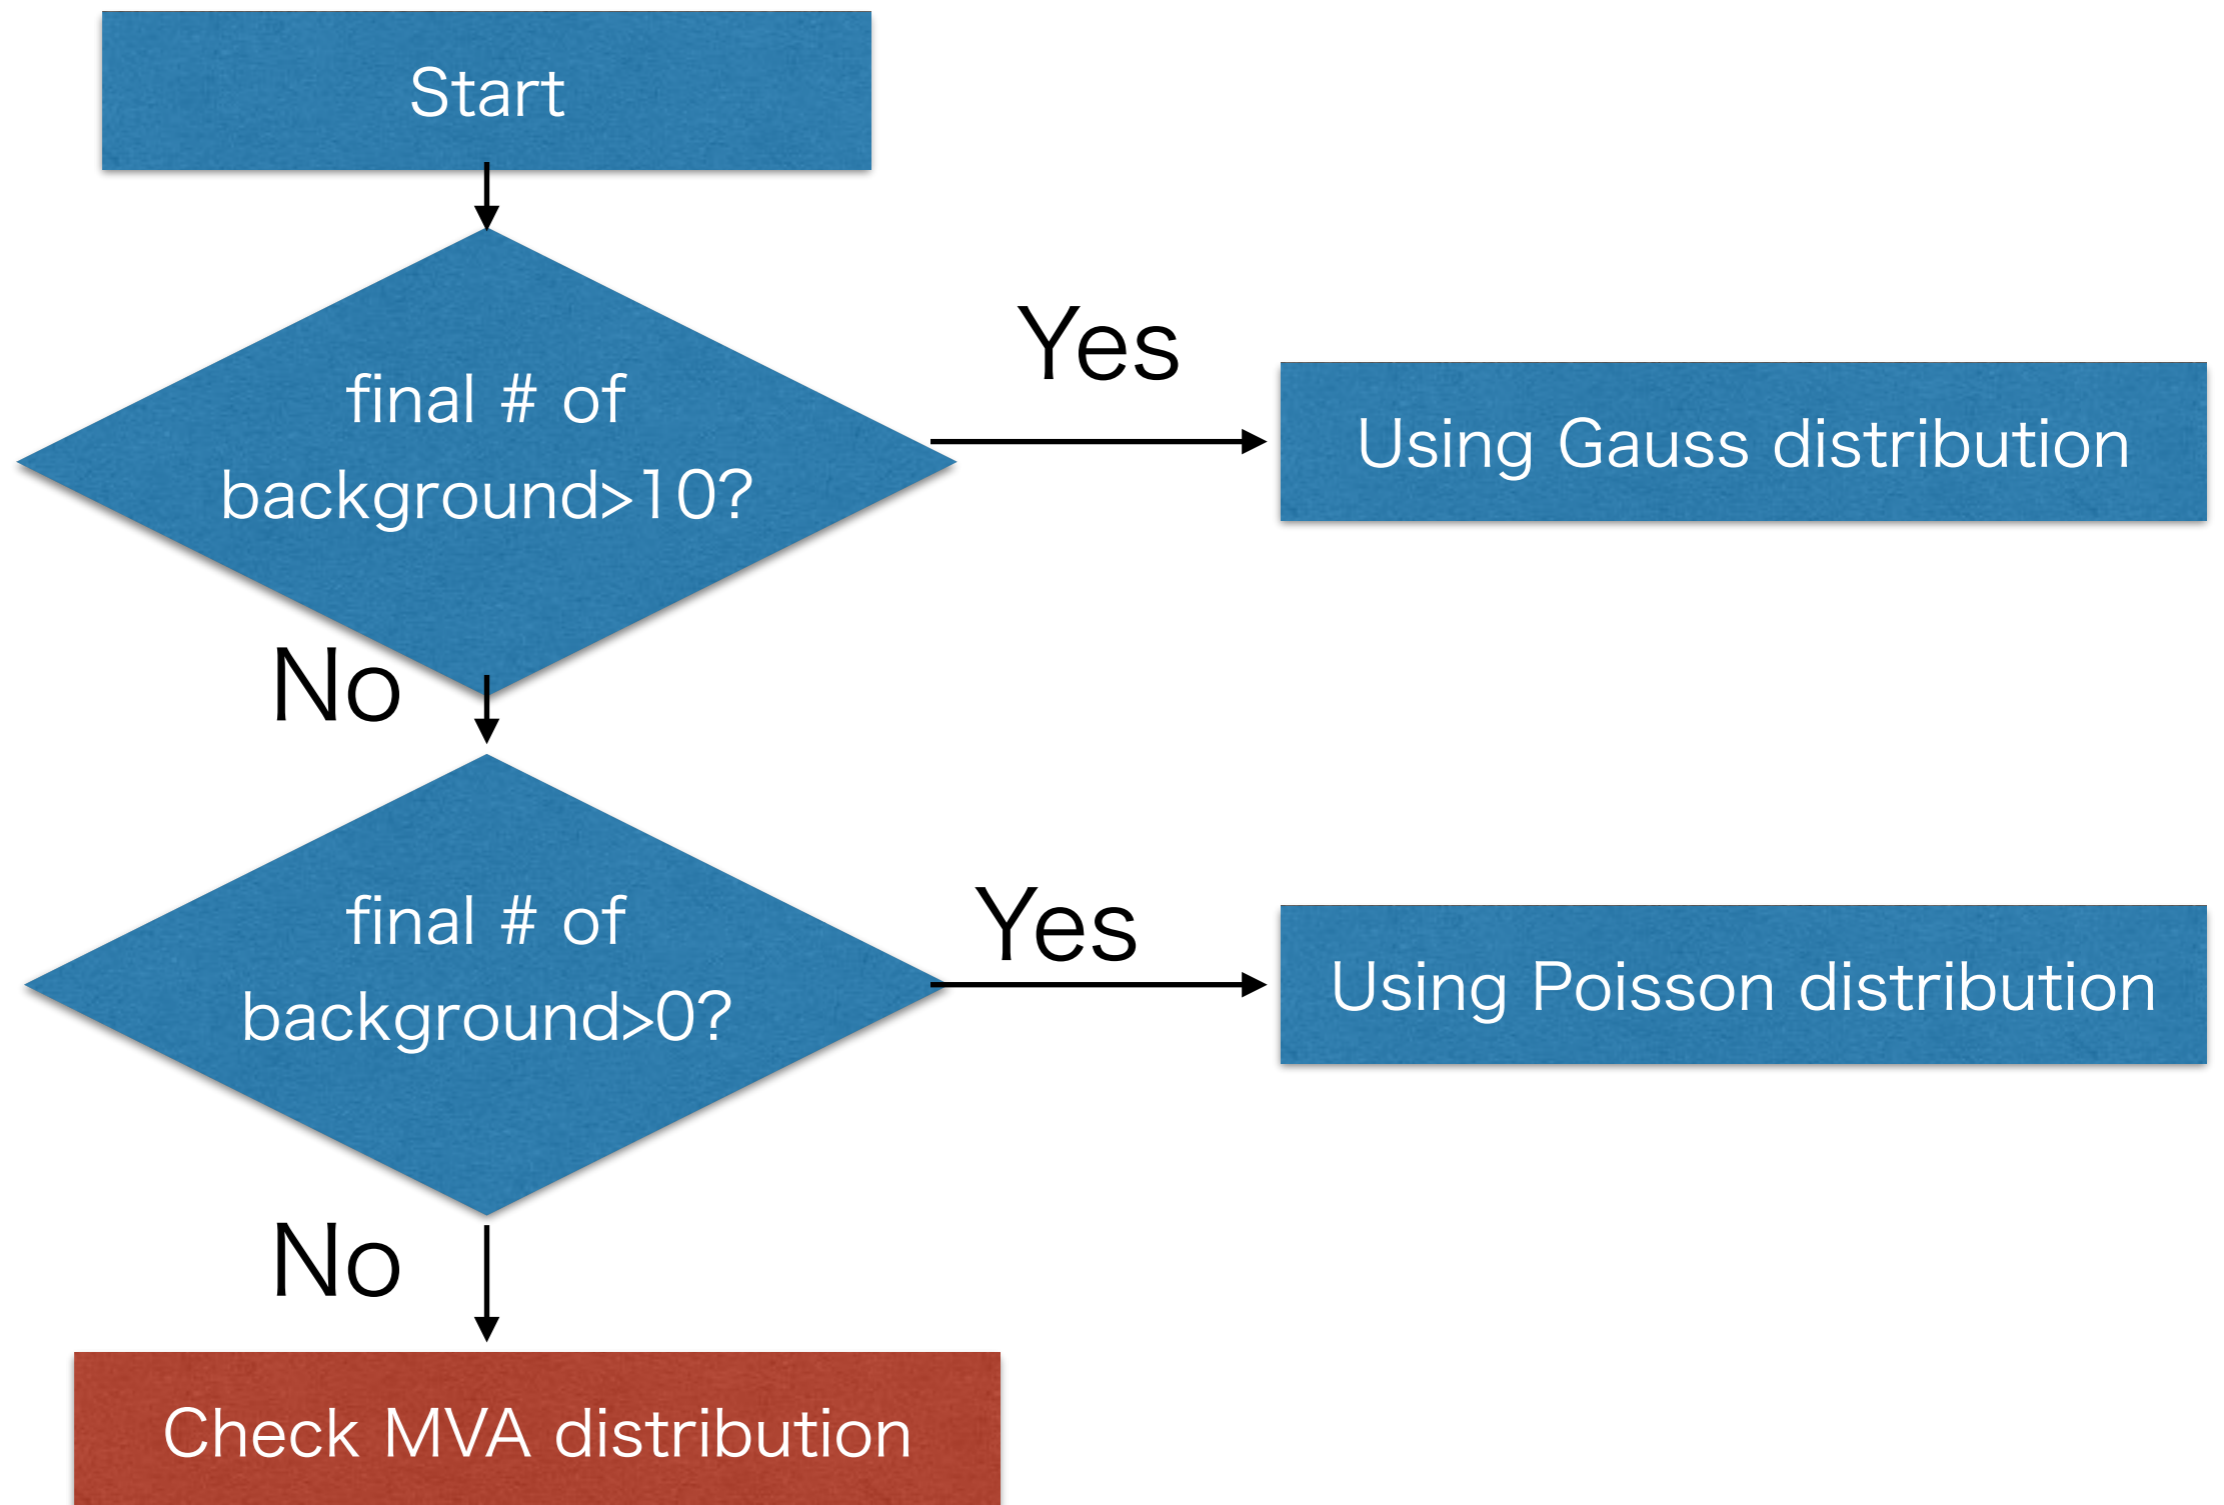 Start
final # of
background>10?
Yes
Using Gauss distribution
No
final # of
background>0?
Yes
Using Poisson distribution
No
Check MVA distribution